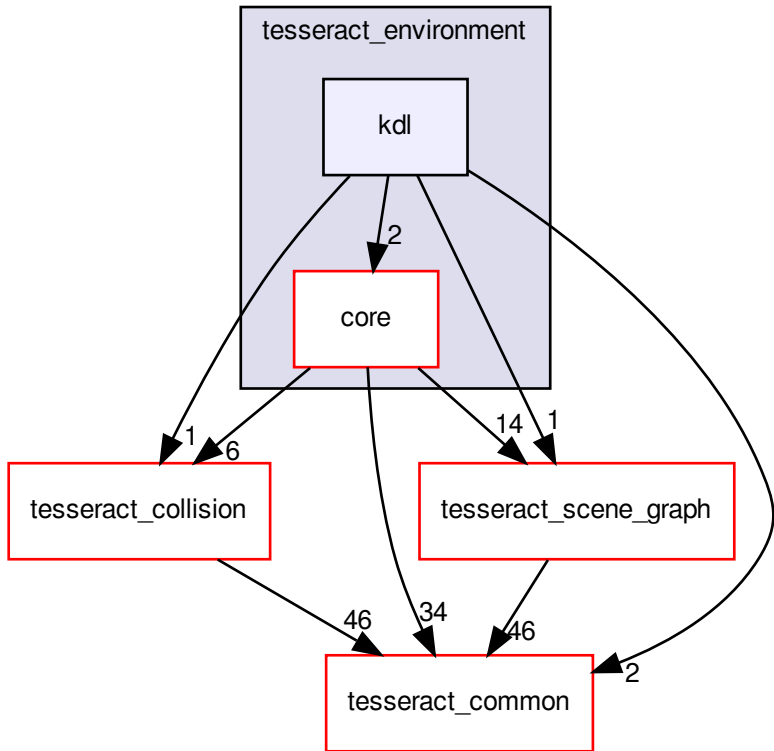 tesseract_environment
kdl
2
core
1
6
14
1
tesseract_collision
tesseract_scene_graph
46
34
46
2
tesseract_common